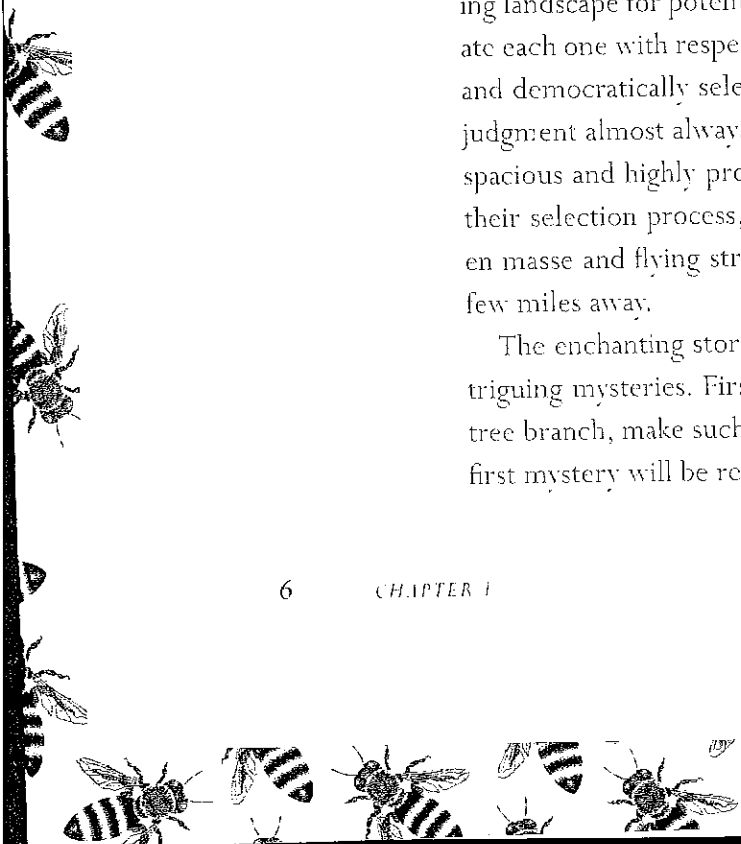 ing landscape for potent
ate each one with respe
and democratically sele
judgment almost alway
spacious and highly pro
their selection process,
en masse and flying str
few miles away.
The enchanting stor
triguing mysteries. Firs
tree branch, make such
first mystery will be re
6 CHAPTER 1